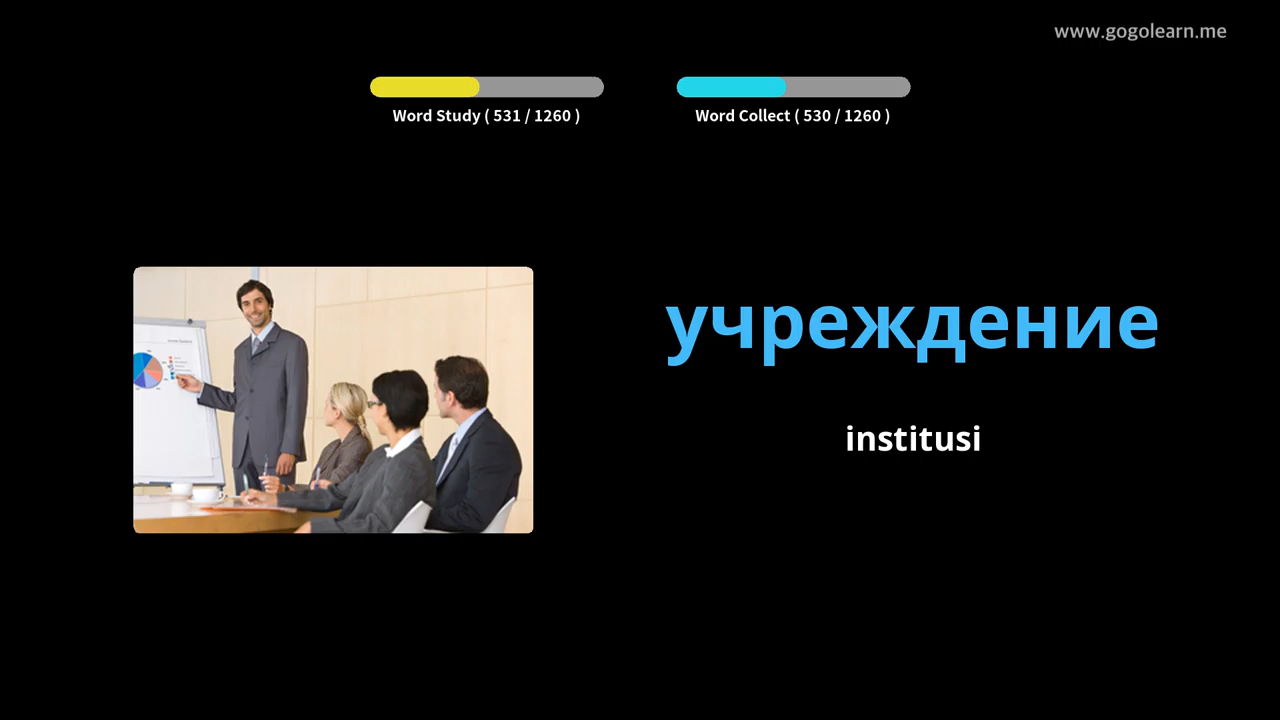 www.gogolearn.me
Word Study ( 531 / 1260 )
Word Collect ( 530 / 1260 )
учреждение
institusi